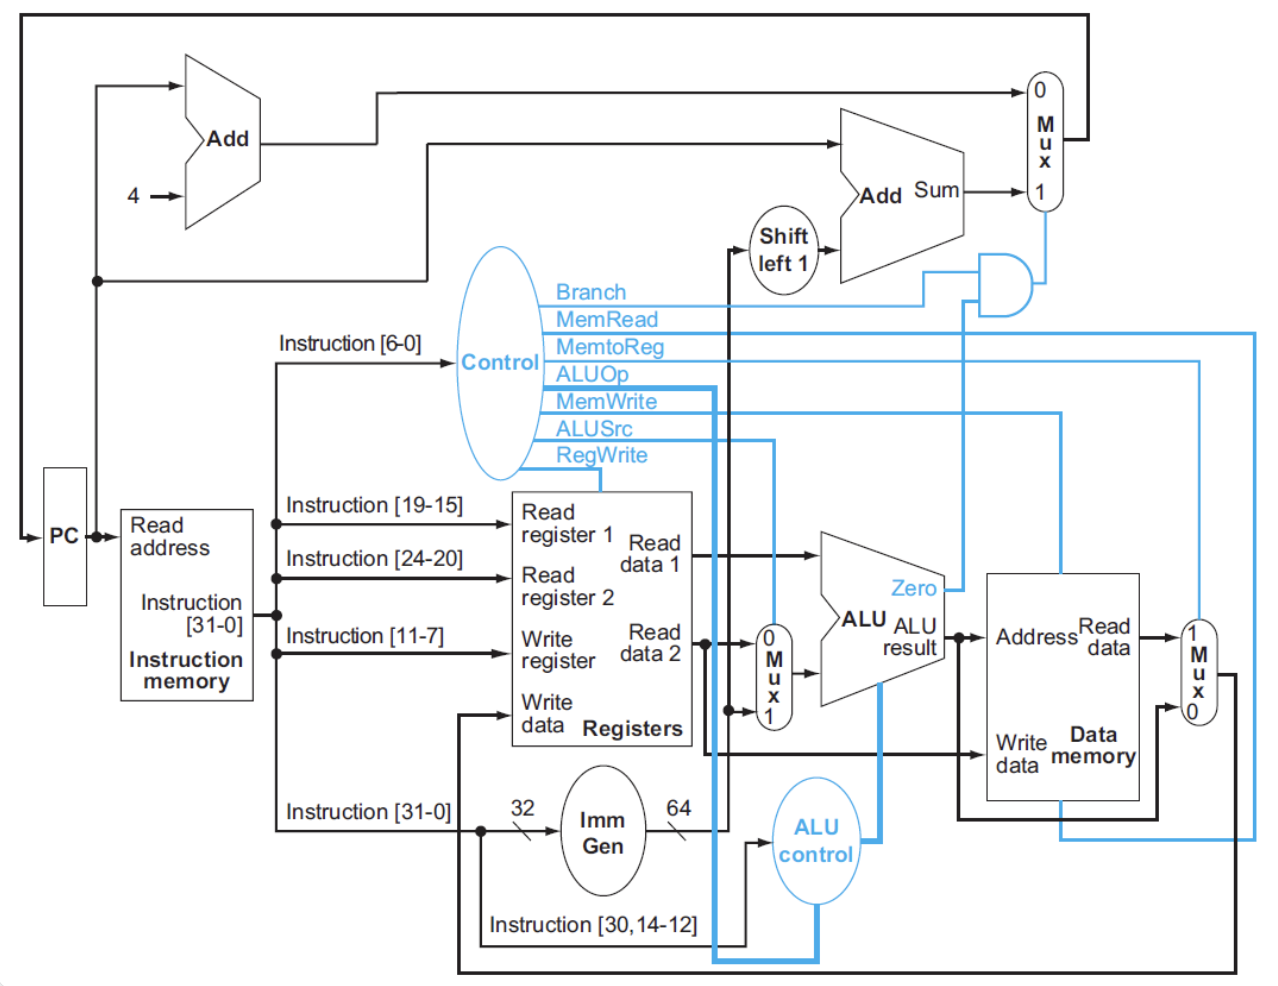 Add
4
0
M
u
x
1
Add Sum
Shift
left 1
Branch
MemRead
MemtoReg
ALUOp
MemWrite
ALUSrc
RegWrite
Control
Instruction [6-0]
Instruction [19-15]
Instruction [24-20]
Instruction [11-7]
Instruction [31-0]
PC
Read
address
Instruction
[31-0]
Instruction
memory
Read
register 1
Read
data 1
Read
register 2
Write
register
Read
data 2
Write
data
Registers
0
M
u
x
1
Zero
ALU
ALU
result
Address
Read
data
Write
data
Data
memory
1
M
u
x
0
32
Imm
Gen
64
ALU
control
Instruction [30,14-12]